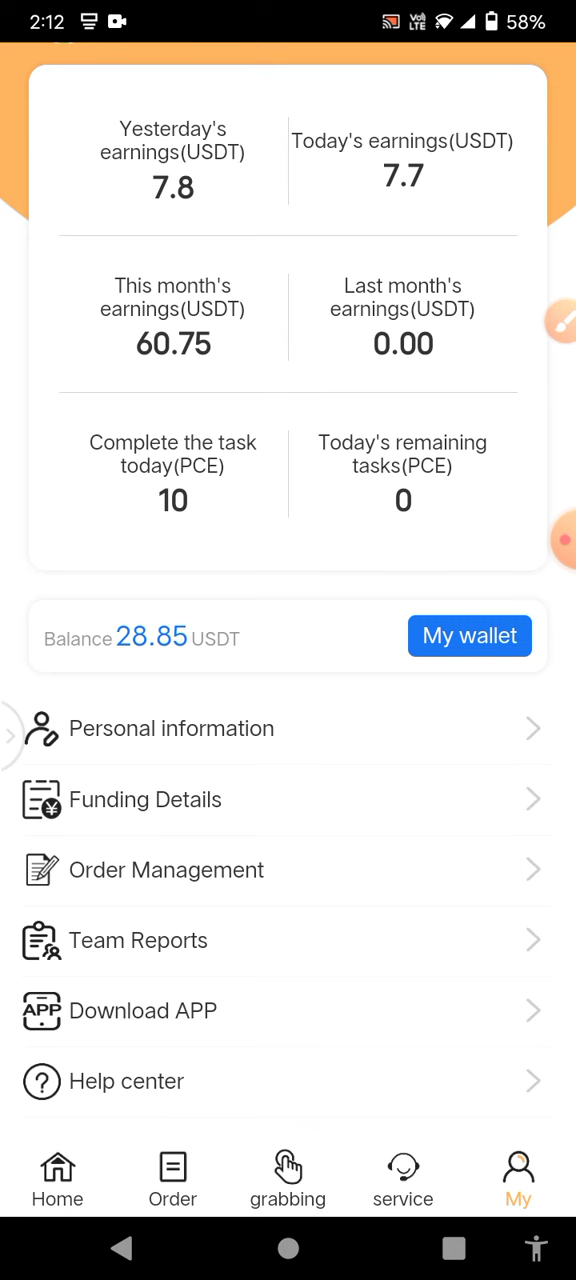 2:12
Vo)
LTE
58%
Yesterday's
earnings(USDT)
7.8
Today's earnings(USDT)
7.7
This month's
earnings(USDT)
60.75
Last month's
earnings(USDT)
0.00
Complete the task
today(PCE)
10
Today's remaining
tasks(PCE)
0
Balance 28.85 USDT
My wallet
Personal information
¥
Funding Details
Order Management
Team Reports
APP
Download APP
?
Help center
Home
Order
grabbing
service
My